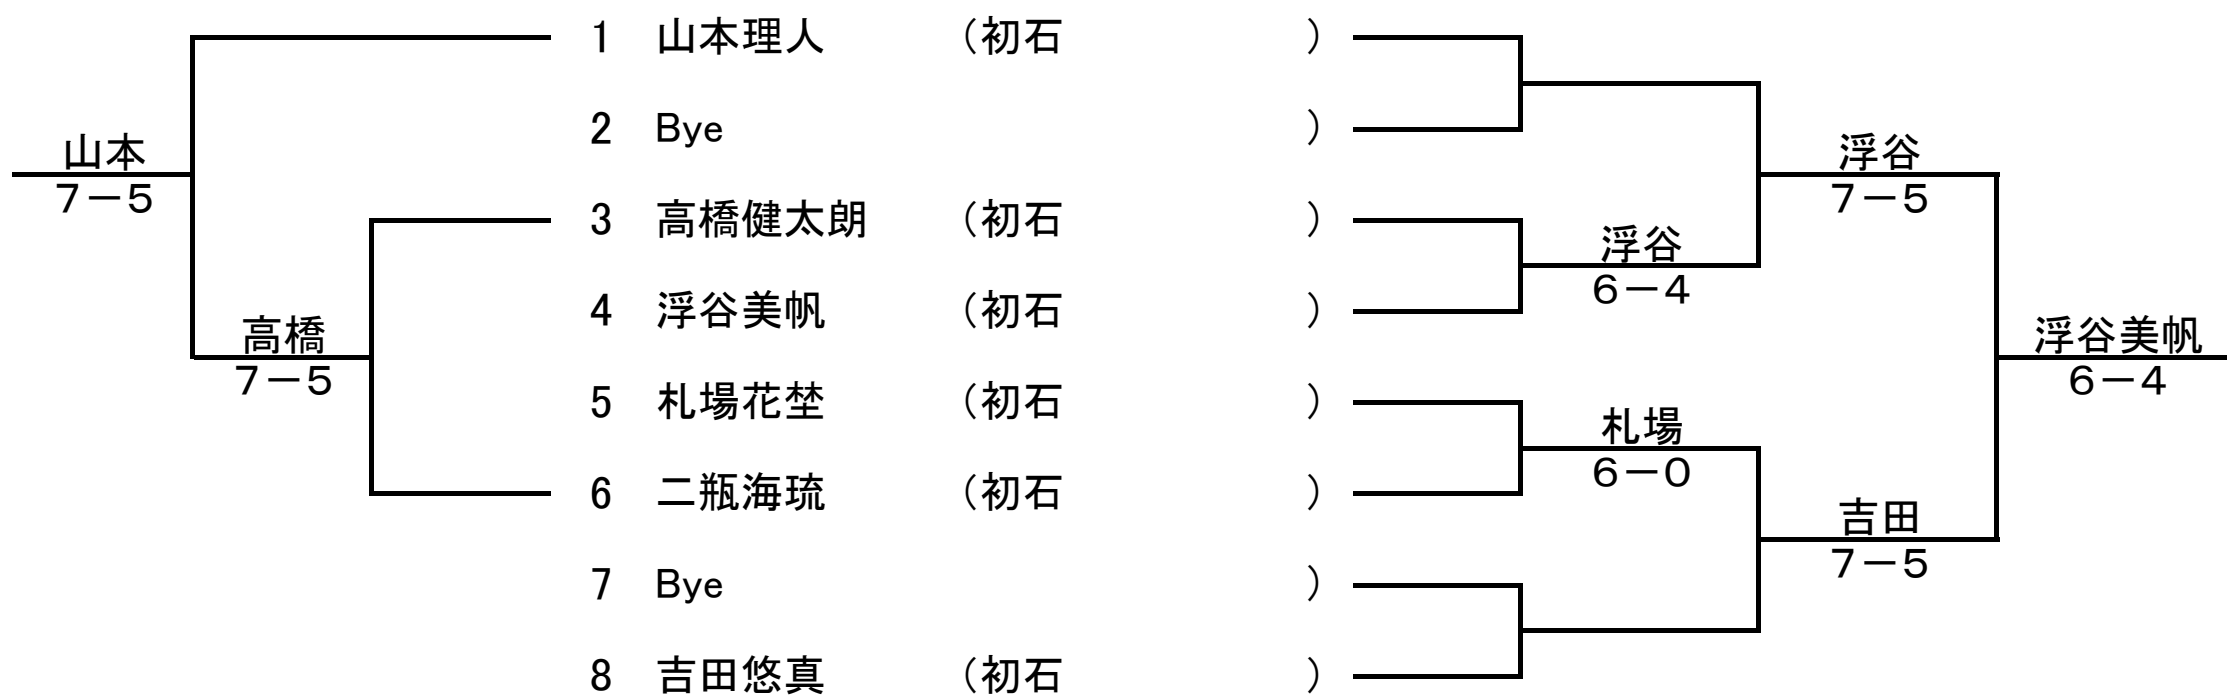 1 山本理人 （初石 ）
2 Bye ）
山本
浮谷
7－5
7－5
3 高橋健太朗 （初石 ）
浮谷
6－4
4 浮谷美帆 （初石 ）
高橋
浮谷美帆
7－5
6－4
5 札場花埜 （初石 ）
札場
6－0
6 二瓶海琉 （初石 ）
吉田
7－5
7 Bye ）
8 吉田悠真 （初石 ）